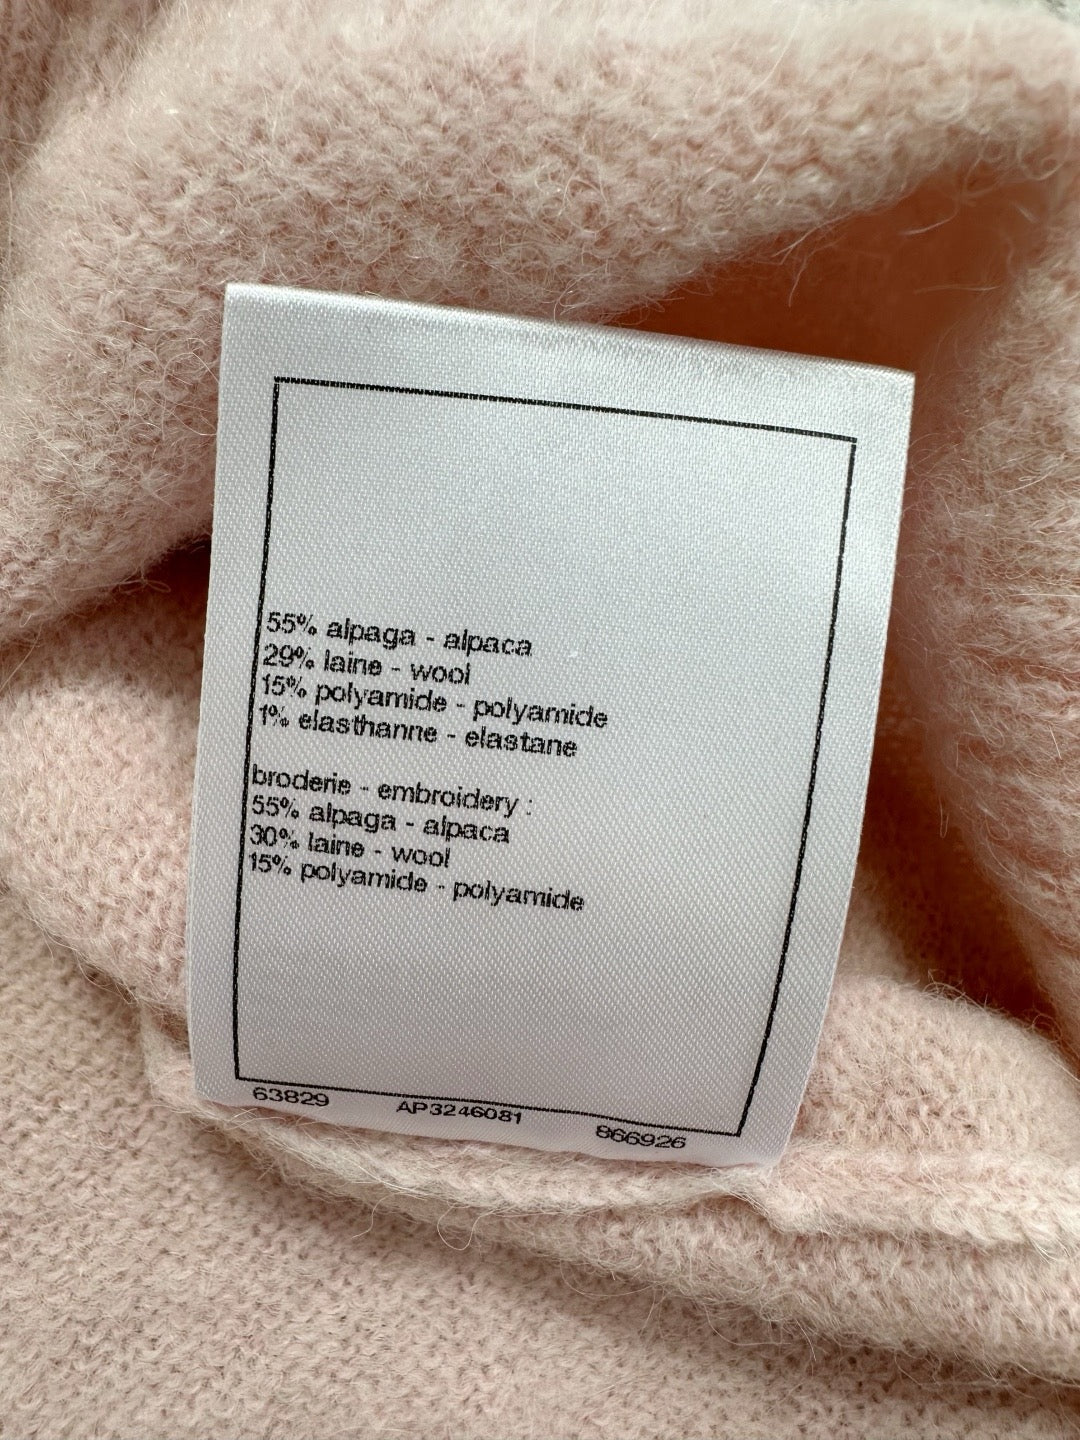 55% alpaga - alpaca
29% laine - wool
15% polyamide - polyamide
1% elasthanne - elastane
broderie - embroidery :
55% alpaga - alpaca
30% laine - wool
15% polyamide - polyamide
63829 AP3246081 866926